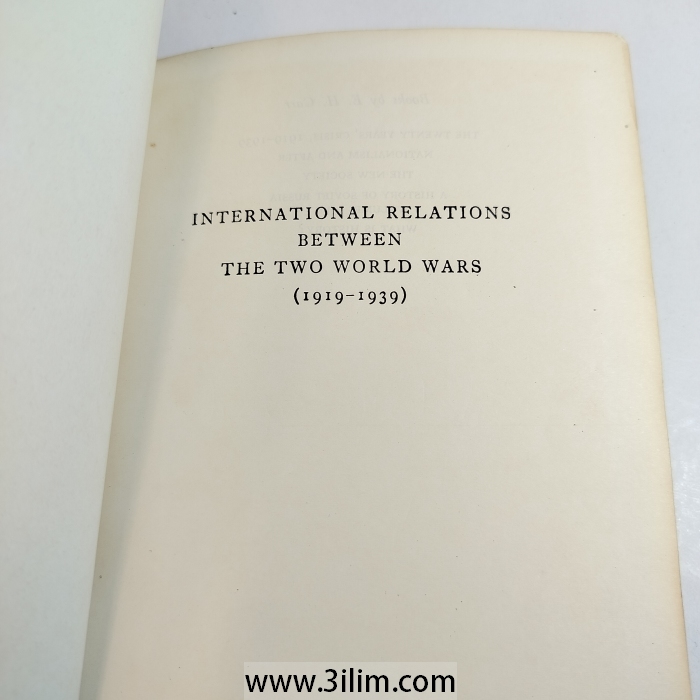 INTERNATIONAL RELATIONS
BETWEEN
THE TWO WORLD WARS
(1919-1939)
www.3ilim.com